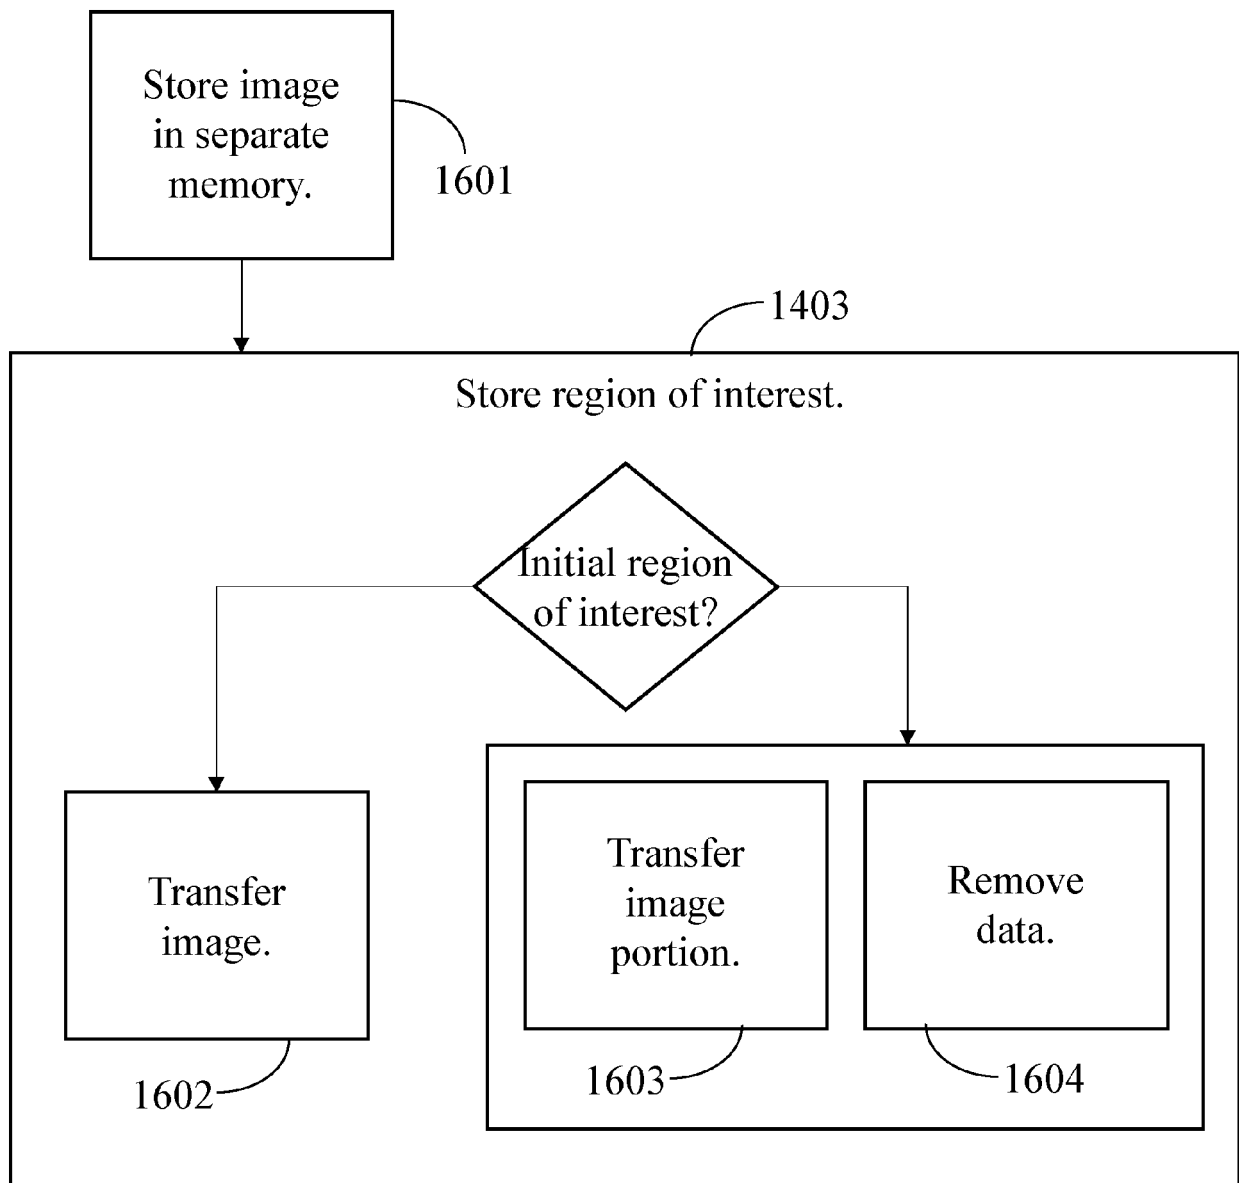 Store image
in separate
memory.
1601
1403
Store region of interest.
Initial region
of interest?
Transfer
image.
1602
Transfer
image
portion.
1603
Remove
data.
1604